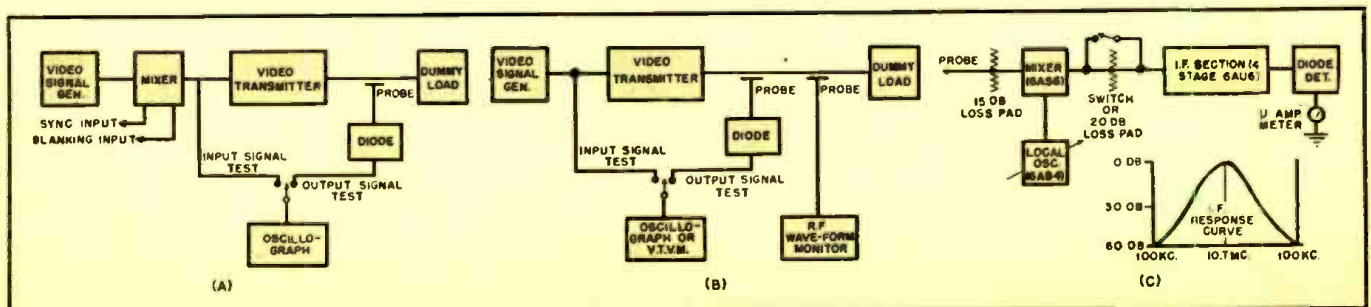 VIDEO
SIGNAL
GEN.
MIXER
VIDEO
TRANSMITTER
DUMMY
LOAD
PROBE
SYNC INPUT
BLANKING INPUT
DIODE
INPUT SIGNAL
TEST
OUTPUT SIGNAL
TEST
OSCILLO-
GRAPH
(A)
VIDEO
SIGNAL
GEN.
VIDEO
TRANSMITTER
DUMMY
LOAD
PROBE
PROBE
DIODE
INPUT SIGNAL
TEST
OUTPUT SIGNAL
TEST
OSCILLO-
GRAPH OR
V.T.V.M.
R.F.
WAVE-FORM
MONITOR
(B)
PROBE
15 DB
LOSS PAD
MIXER
(6AS6)
SWITCH
OR
20 DB
LOSS PAD
I.F. SECTION (4
STAGE 6AU6)
DIODE
DET.
μ AMP
METER
LOCAL
OSC.
(6AB4)
0 DB
30 DB
60 DB
I.F.
RESPONSE
CURVE
100KC.
10.7MC.
100KC.
(C)